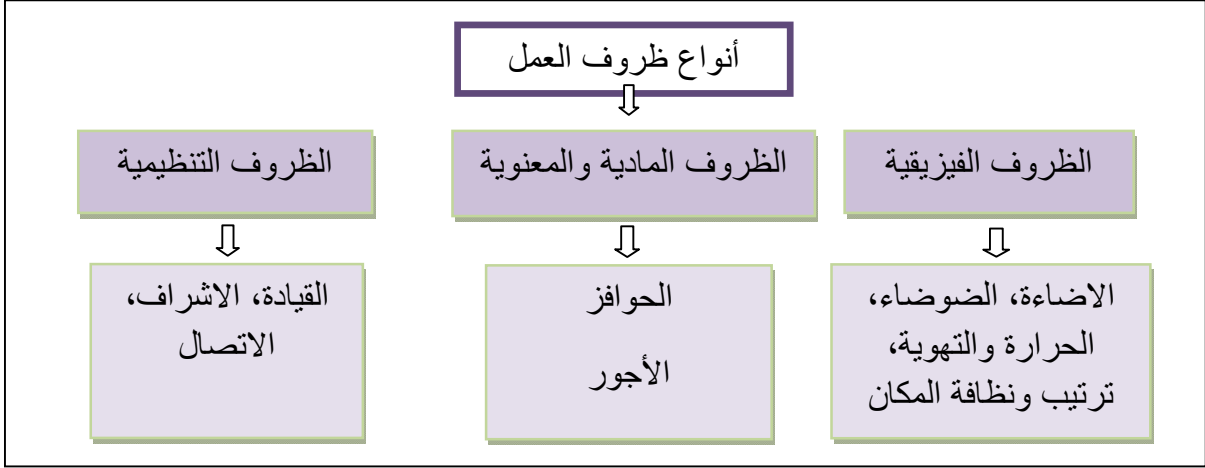 أنواع ظروف العمل
الظروف الفيزيقية
الظروف المادية والمعنوية
الظروف التنظيمية
الاضاءة، الضوضاء،
الحرارة والتهوية،
ترتيب ونظافة المكان
الحوافز
الأجور
القيادة، الاشراف،
الاتصال